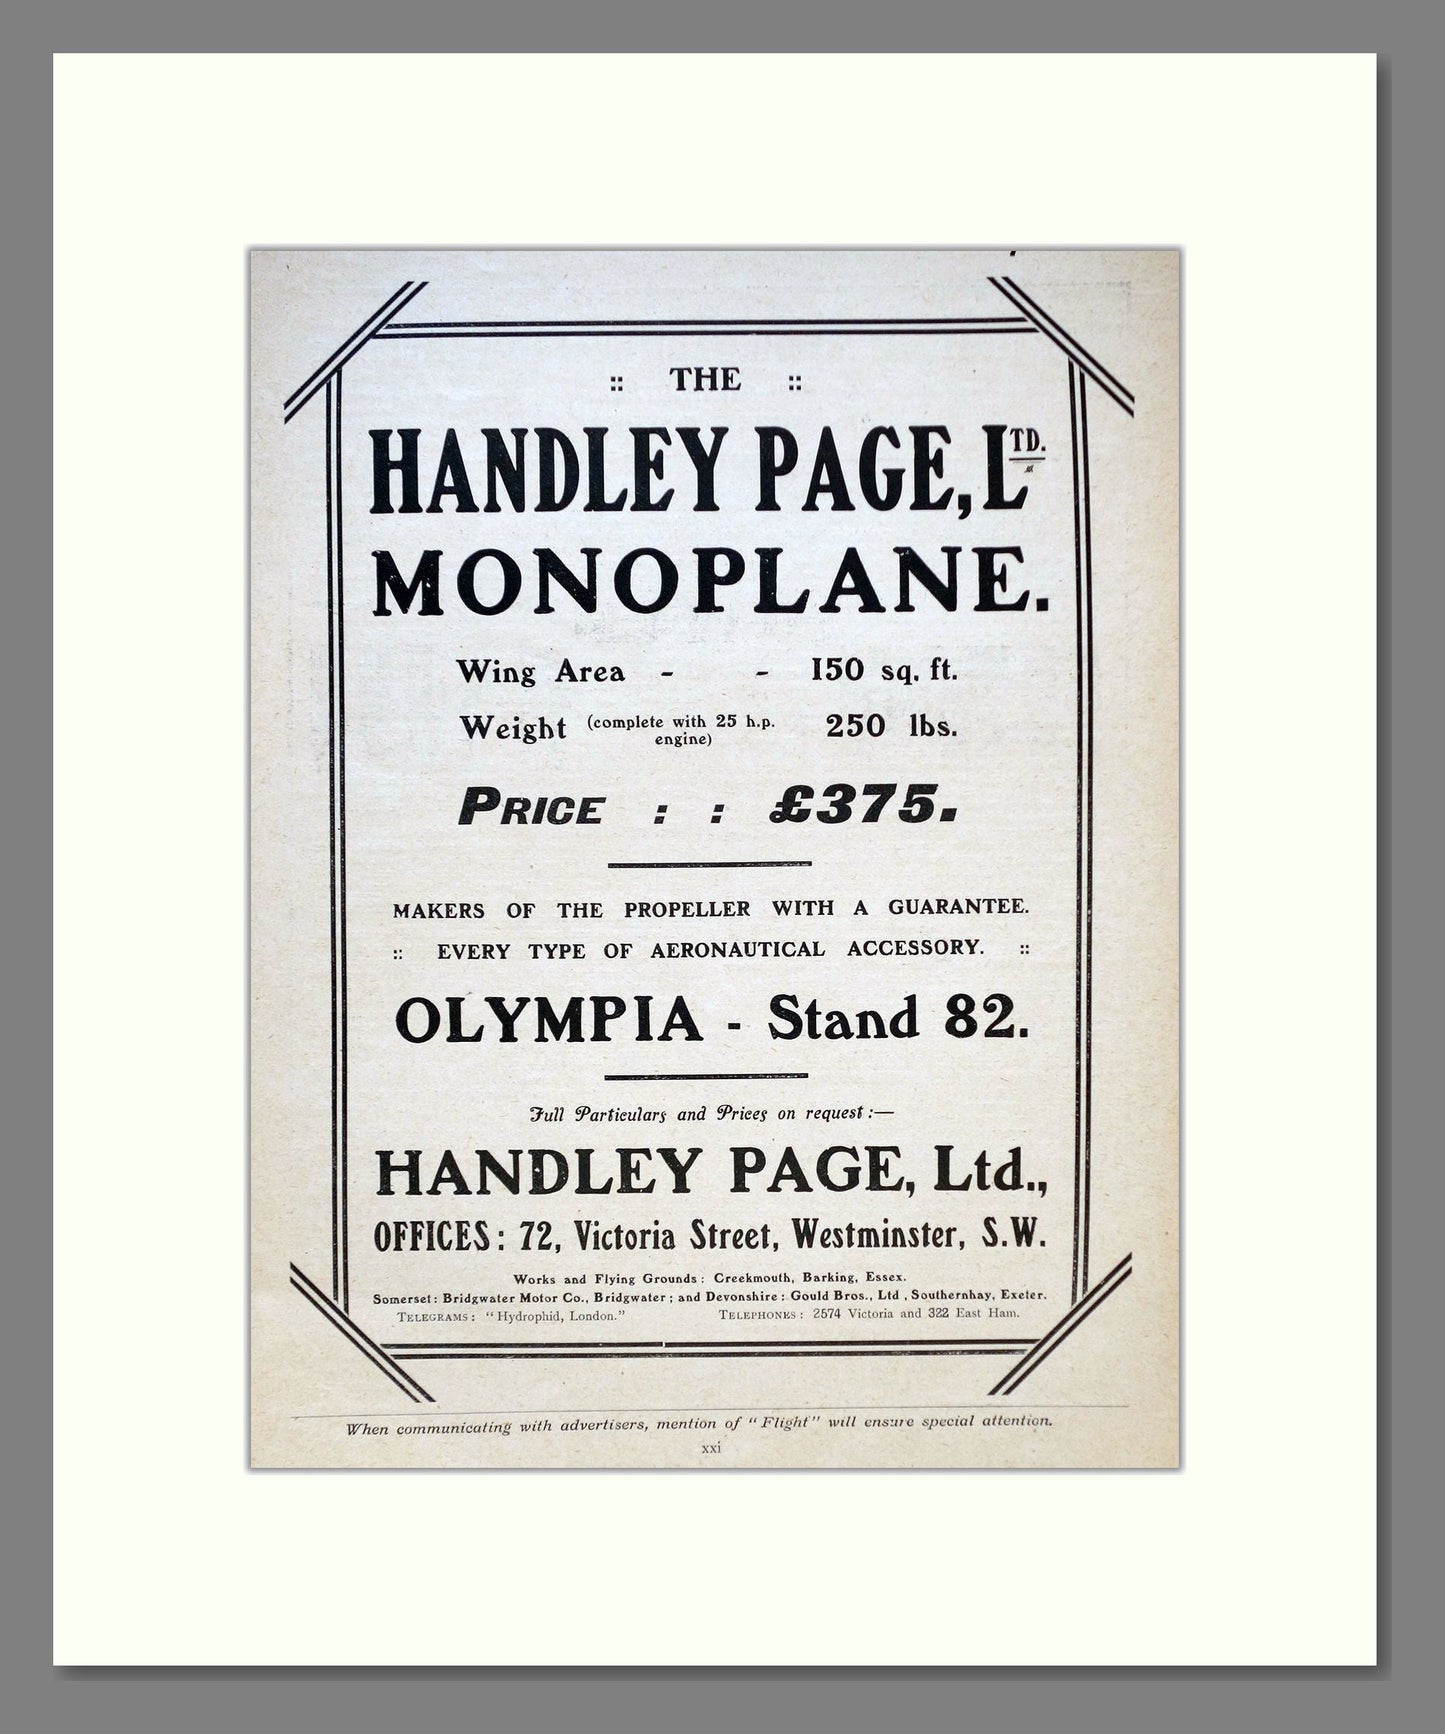 :: THE ::
HANDLEY PAGE, LTD.
MONOPLANE.
Wing Area - - 150 sq. ft.
Weight (complete with 25 h.p. engine) 250 lbs.
PRICE : : £375.
MAKERS OF THE PROPELLER WITH A GUARANTEE.
:: EVERY TYPE OF AERONAUTICAL ACCESSORY. ::
OLYMPIA - Stand 82.
Full Particulars and Prices on request:—
HANDLEY PAGE, Ltd.,
OFFICES: 72, Victoria Street, Westminster, S.W.
Works and Flying Grounds: Creekmouth, Barking, Essex.
Somerset: Bridgwater Motor Co., Bridgwater; and Devonshire: Gould Bros., Ltd, Southernhay, Exeter.
TELEGRAMS: "Hydrophid, London." TELEPHONES: 2574 Victoria and 322 East Ham.
When communicating with advertisers, mention of "Flight" will ensure special attention.
xxi